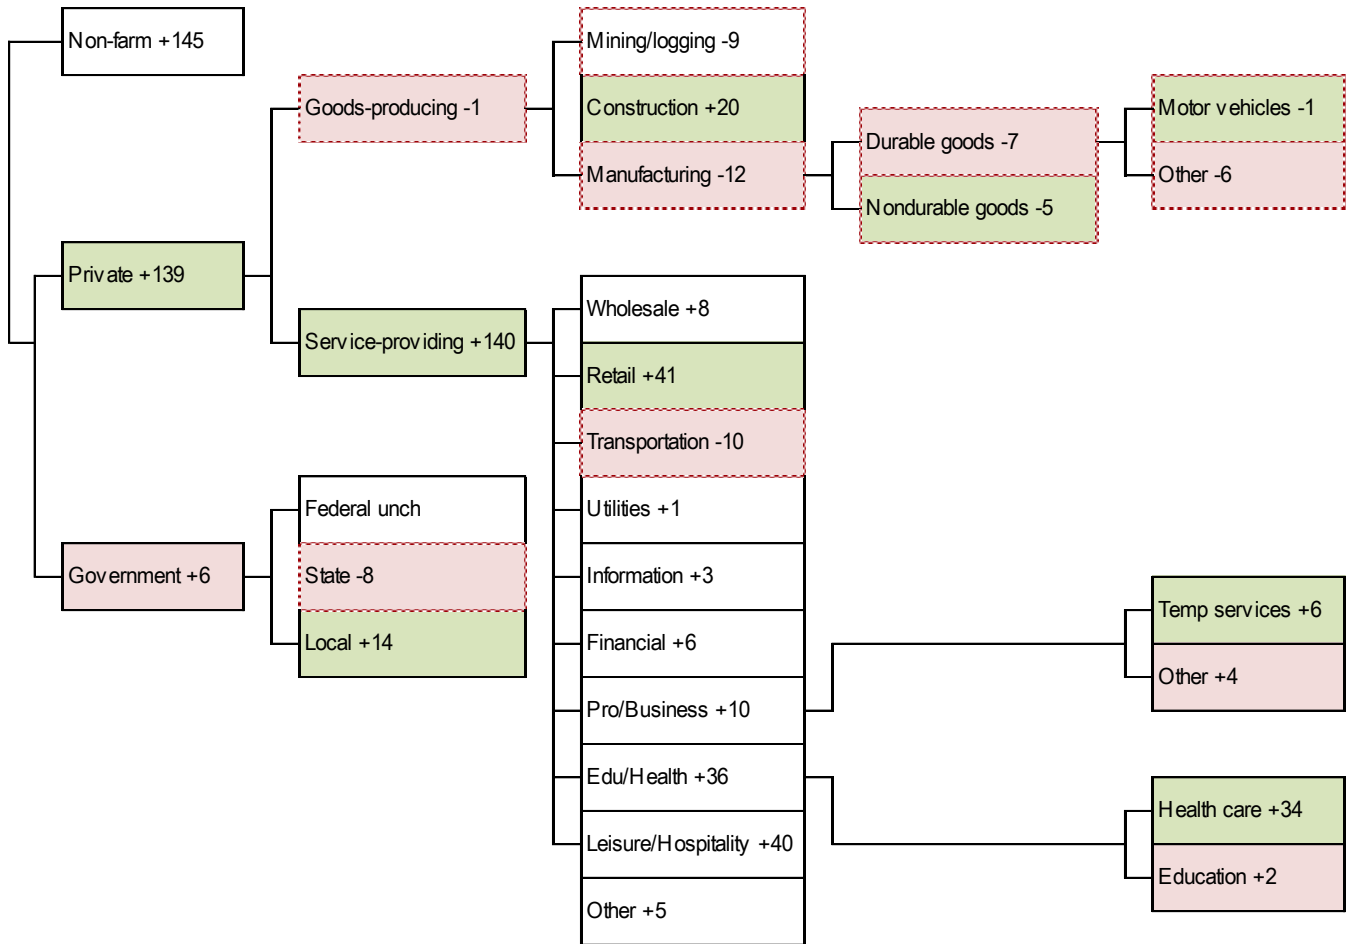 Non-farm +145
Private +139
Government +6
Goods-producing -1
Service-providing +140
Federal unch
State -8
Local +14
Mining/logging -9
Construction +20
Manufacturing -12
Wholesale +8
Retail +41
Transportation -10
Utilities +1
Information +3
Financial +6
Pro/Business +10
Edu/Health +36
Leisure/Hospitality +40
Other +5
Durable goods -7
Nondurable goods -5
Motor vehicles -1
Other -6
Temp services +6
Other +4
Health care +34
Education +2